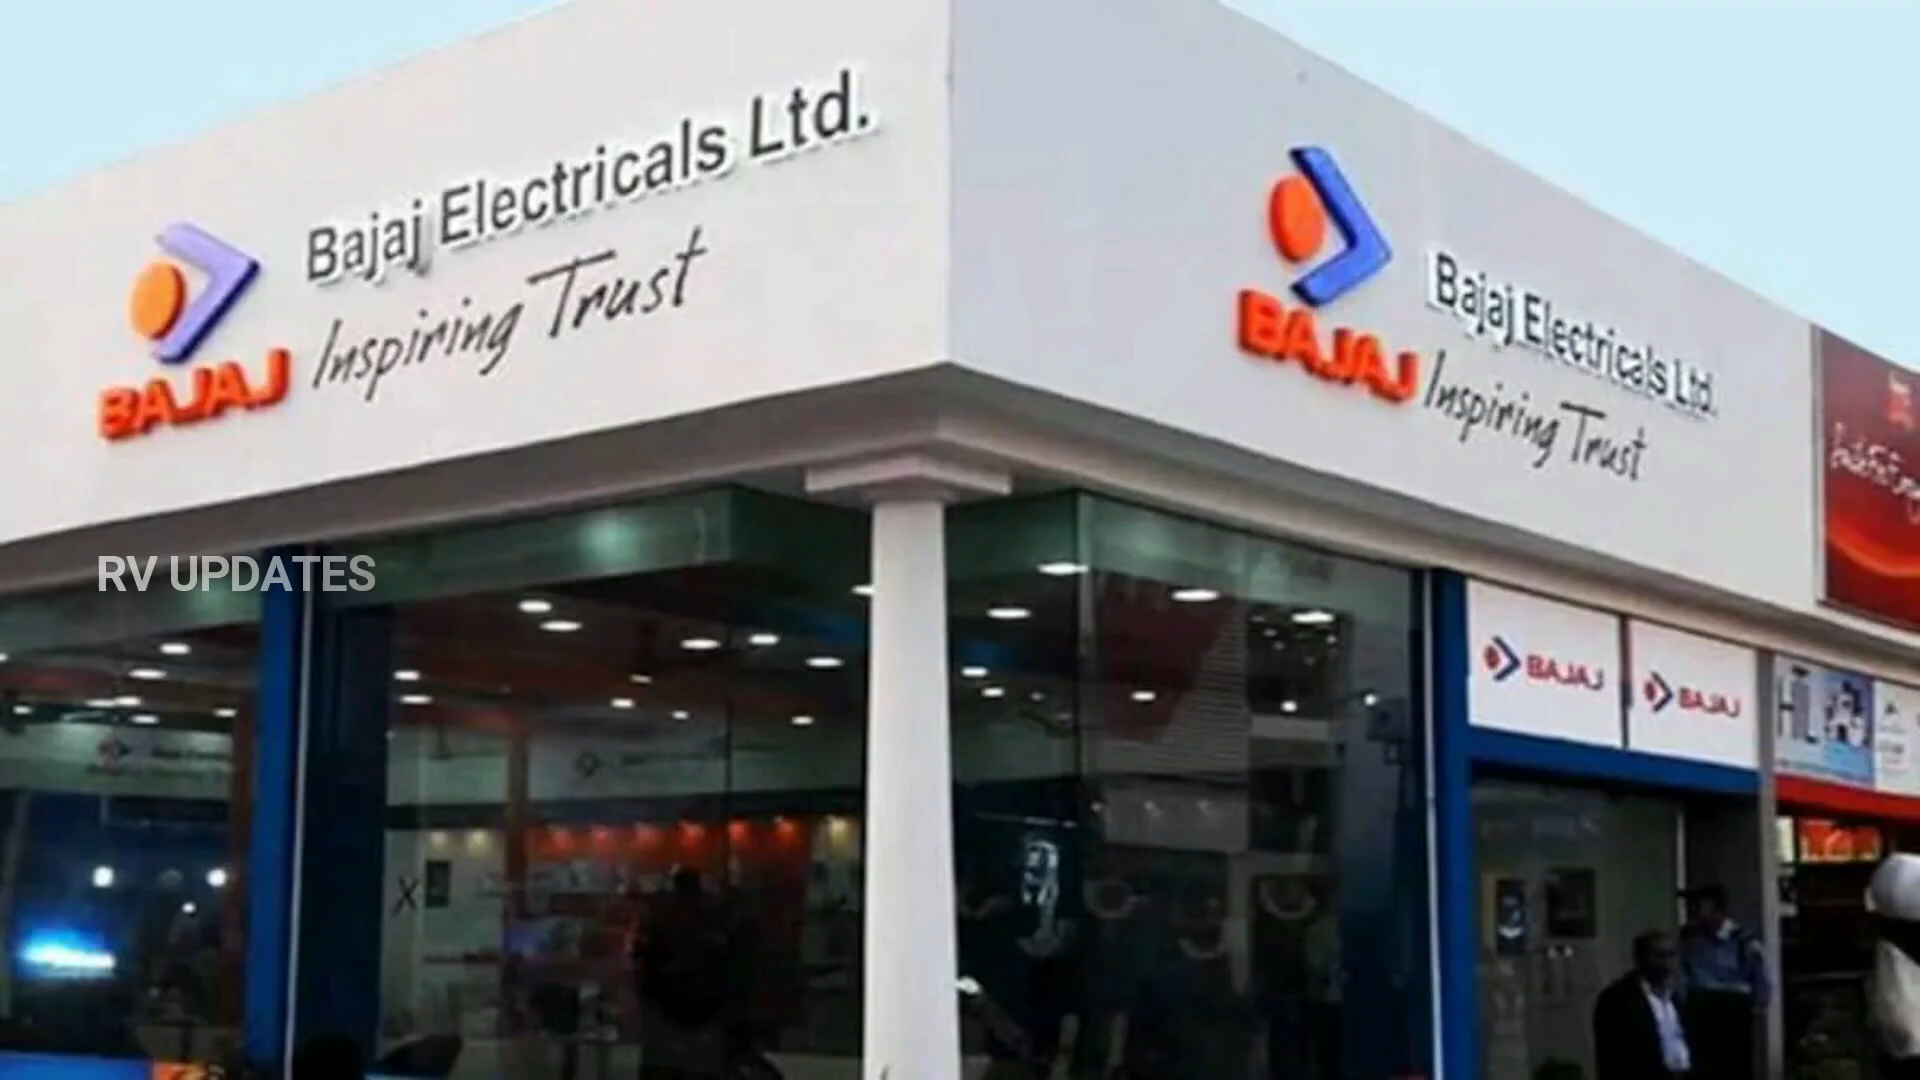 Bajaj Electricals Ltd.
Inspiring Trust
BAJAJ
Bajaj Electricals Ltd.
Inspiring Trust
BAJAJ
RV UPDATES
BAJAJ
BAJAJ